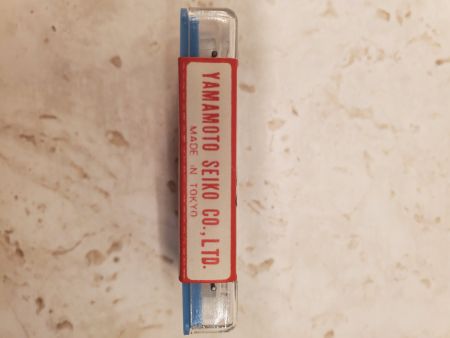 YAMAMOTO SEIKO CO., LTD.
MADE IN TOKYO